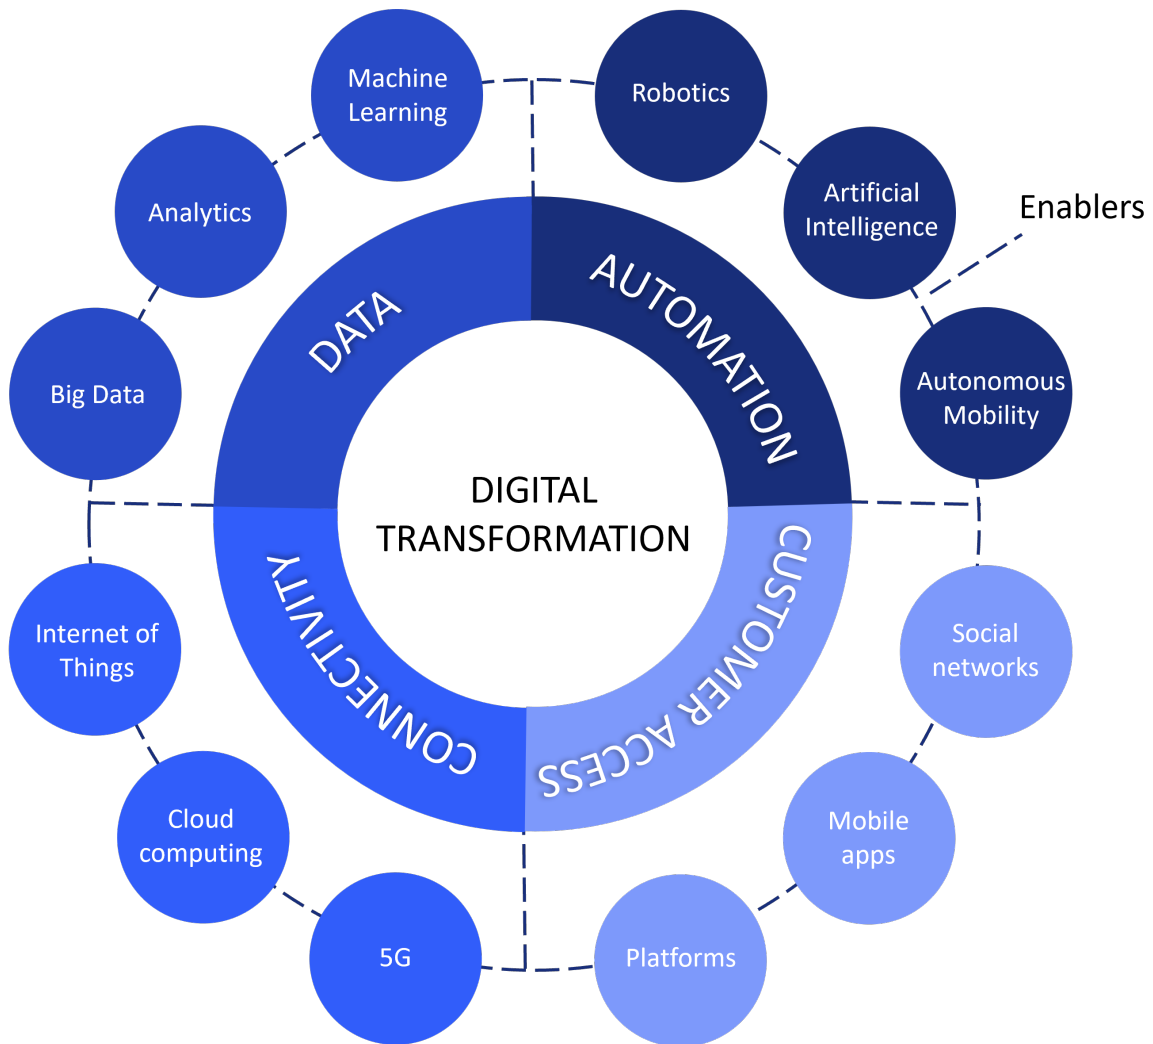 Machine
Learning
Robotics
Analytics
Artificial
Intelligence
Enablers
DATA
AUTOMATION
Big Data
Autonomous
Mobility
DIGITAL
TRANSFORMATION
CONNECTIVITY
CUSTOMER ACCESS
Internet of
Things
Social
networks
Cloud
computing
Mobile
apps
5G
Platforms